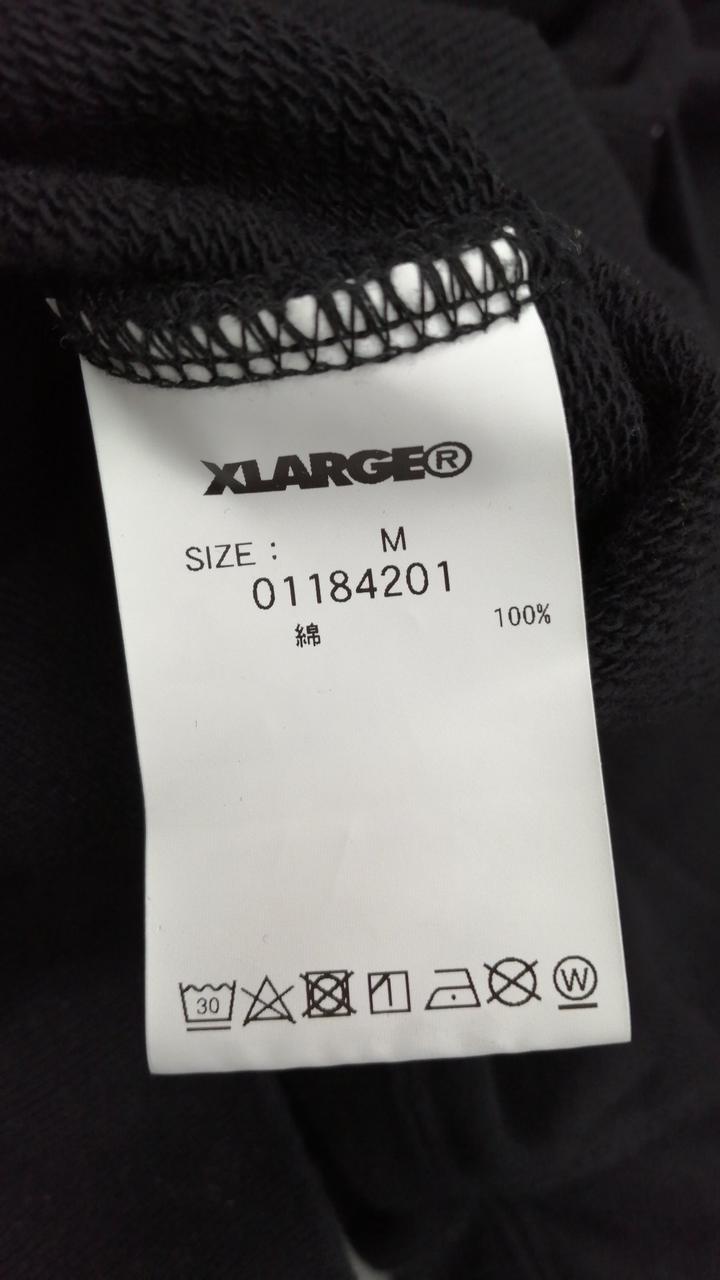 XLARGE®
SIZE : M
01184201
綿 100%
30 W